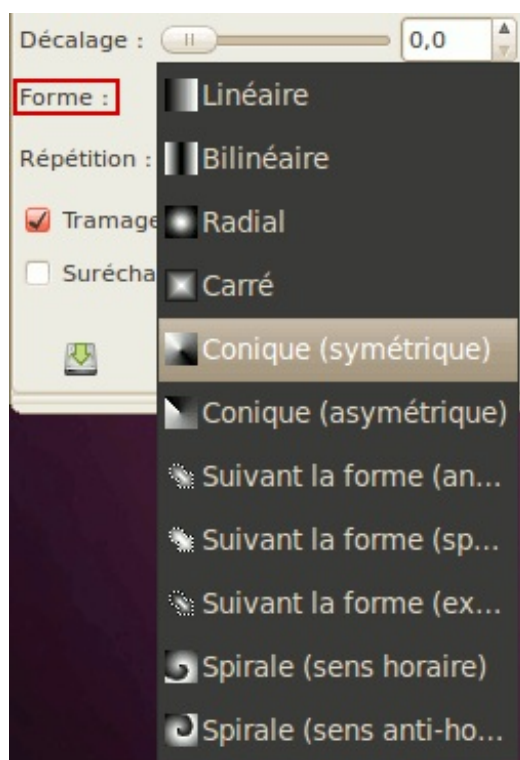 Décalage : 0,0
Forme :
Linéaire
Répétition :
Bilinéaire
Tramage
Radial
Surécha
Carré
Conique (symétrique)
Conique (asymétrique)
Suivant la forme (an...
Suivant la forme (sp...
Suivant la forme (ex...
Spirale (sens horaire)
Spirale (sens anti-ho...